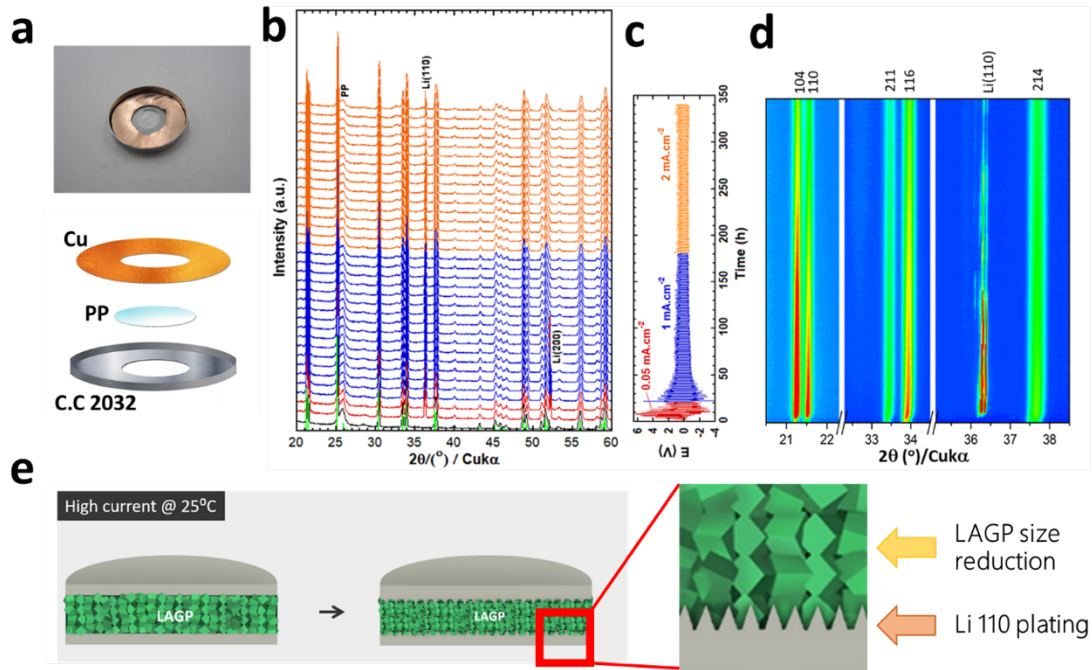 a
Cu
PP
C.C 2032
b
PP
Li(110)
Li(200)
Intensity (a.u.)
20 25 30 35 40 45 50 55 60
2θ/(°) / Cukα
c
0.05 mA.cm-2
1 mA.cm-2
2 mA.cm-2
0 50 100 150 200 250 300 350
Time (h)
6 4 2 0 -2 -4
E (V)
d
104
110
211
116
Li(110)
214
21 22 33 34 36 37 38
2θ (°)/Cukα
e
High current @ 25°C
LAGP
LAGP
LAGP size
reduction
Li 110 plating